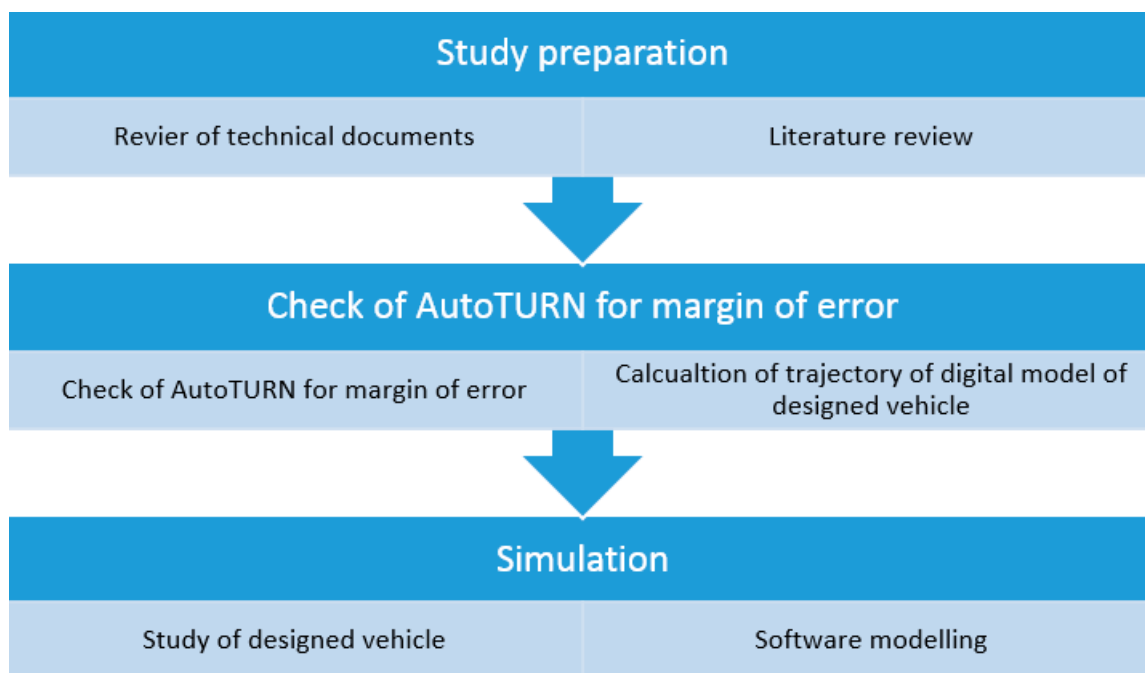 Study preparation
Revier of technical documents
Literature review
Check of AutoTURN for margin of error
Check of AutoTURN for margin of error
Calcualtion of trajectory of digital model of
designed vehicle
Simulation
Study of designed vehicle
Software modelling